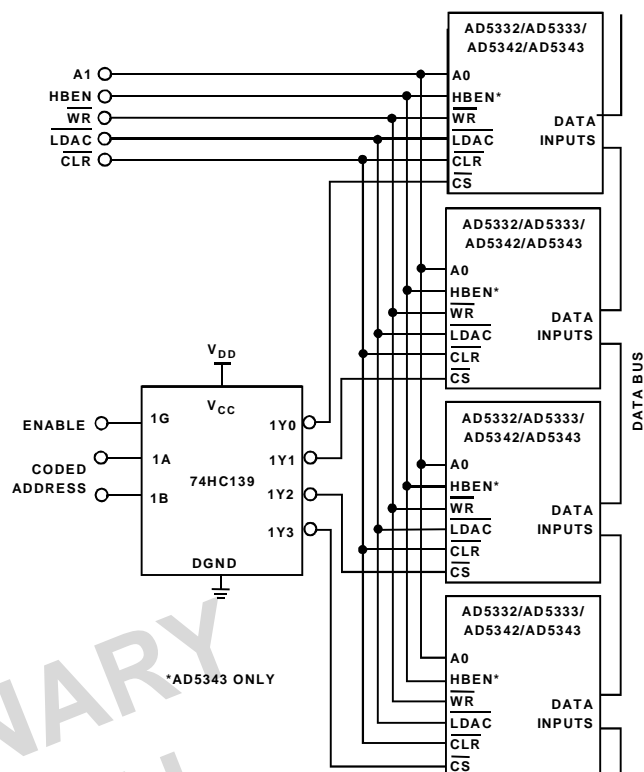 AD5332/AD5333/
AD5342/AD5343
A1
HBEN
WR
LDAC
CLR
A0
HBEN*
WR
LDAC
CLR
CS
DATA
INPUTS
AD5332/AD5333/
AD5342/AD5343
A0
HBEN*
WR
LDAC
CLR
CS
DATA
INPUTS
DATA BUS
VDD
VCC
ENABLE
CODED
ADDRESS
1G
1A
1B
74HC139
1Y0
1Y1
1Y2
1Y3
DGND
AD5332/AD5333/
AD5342/AD5343
A0
HBEN*
WR
LDAC
CLR
CS
DATA
INPUTS
AD5332/AD5333/
AD5342/AD5343
A0
HBEN*
WR
LDAC
CLR
CS
DATA
INPUTS
*AD5343 ONLY
NARY